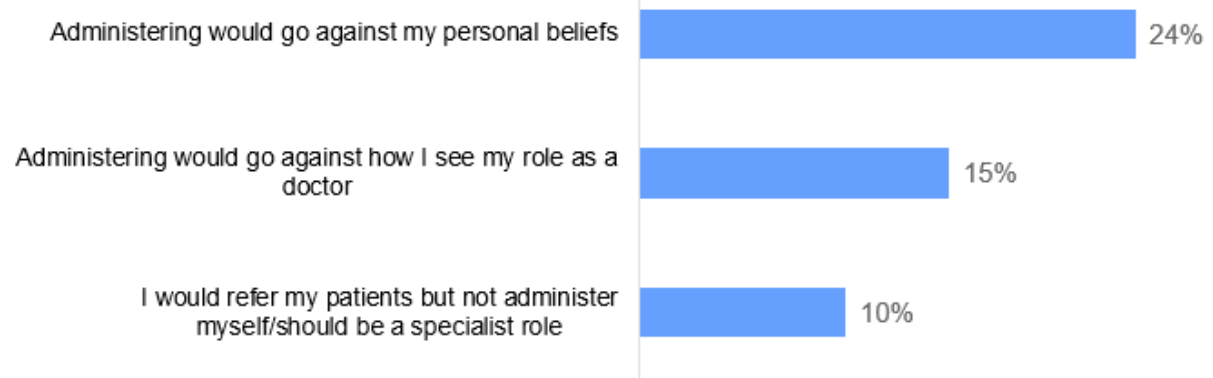 Administering would go against my personal beliefs
24%
Administering would go against how I see my role as a
doctor
15%
I would refer my patients but not administer
myself/should be a specialist role
10%